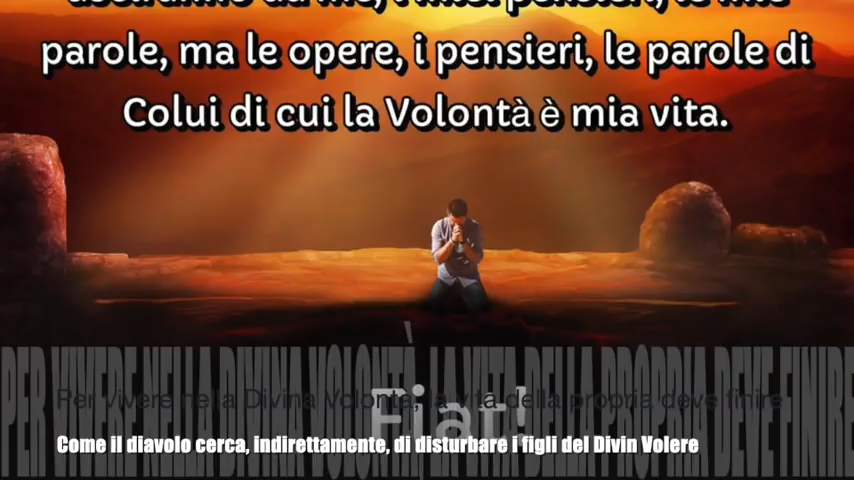 parole, ma le opere, i pensieri, le parole di
Colui di cui la Volontà è mia vita.
PER VIVERE NELLA DIVINA VOLONTÀ, LA VITA DELLA PROPRIA DEVE FINIRE
Per vivere nella Divina Volontà, la vita della propria deve finire
Fiat!
Come il diavolo cerca, indirettamente, di disturbare i figli del Divin Volere